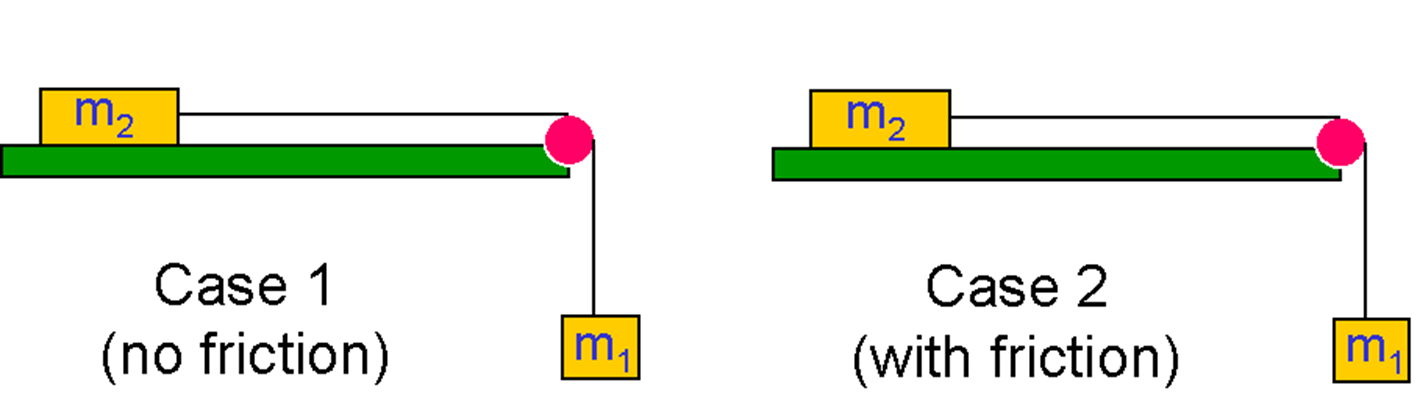 m₂
m₁
Case 1
(no friction)
m₂
m₁
Case 2
(with friction)